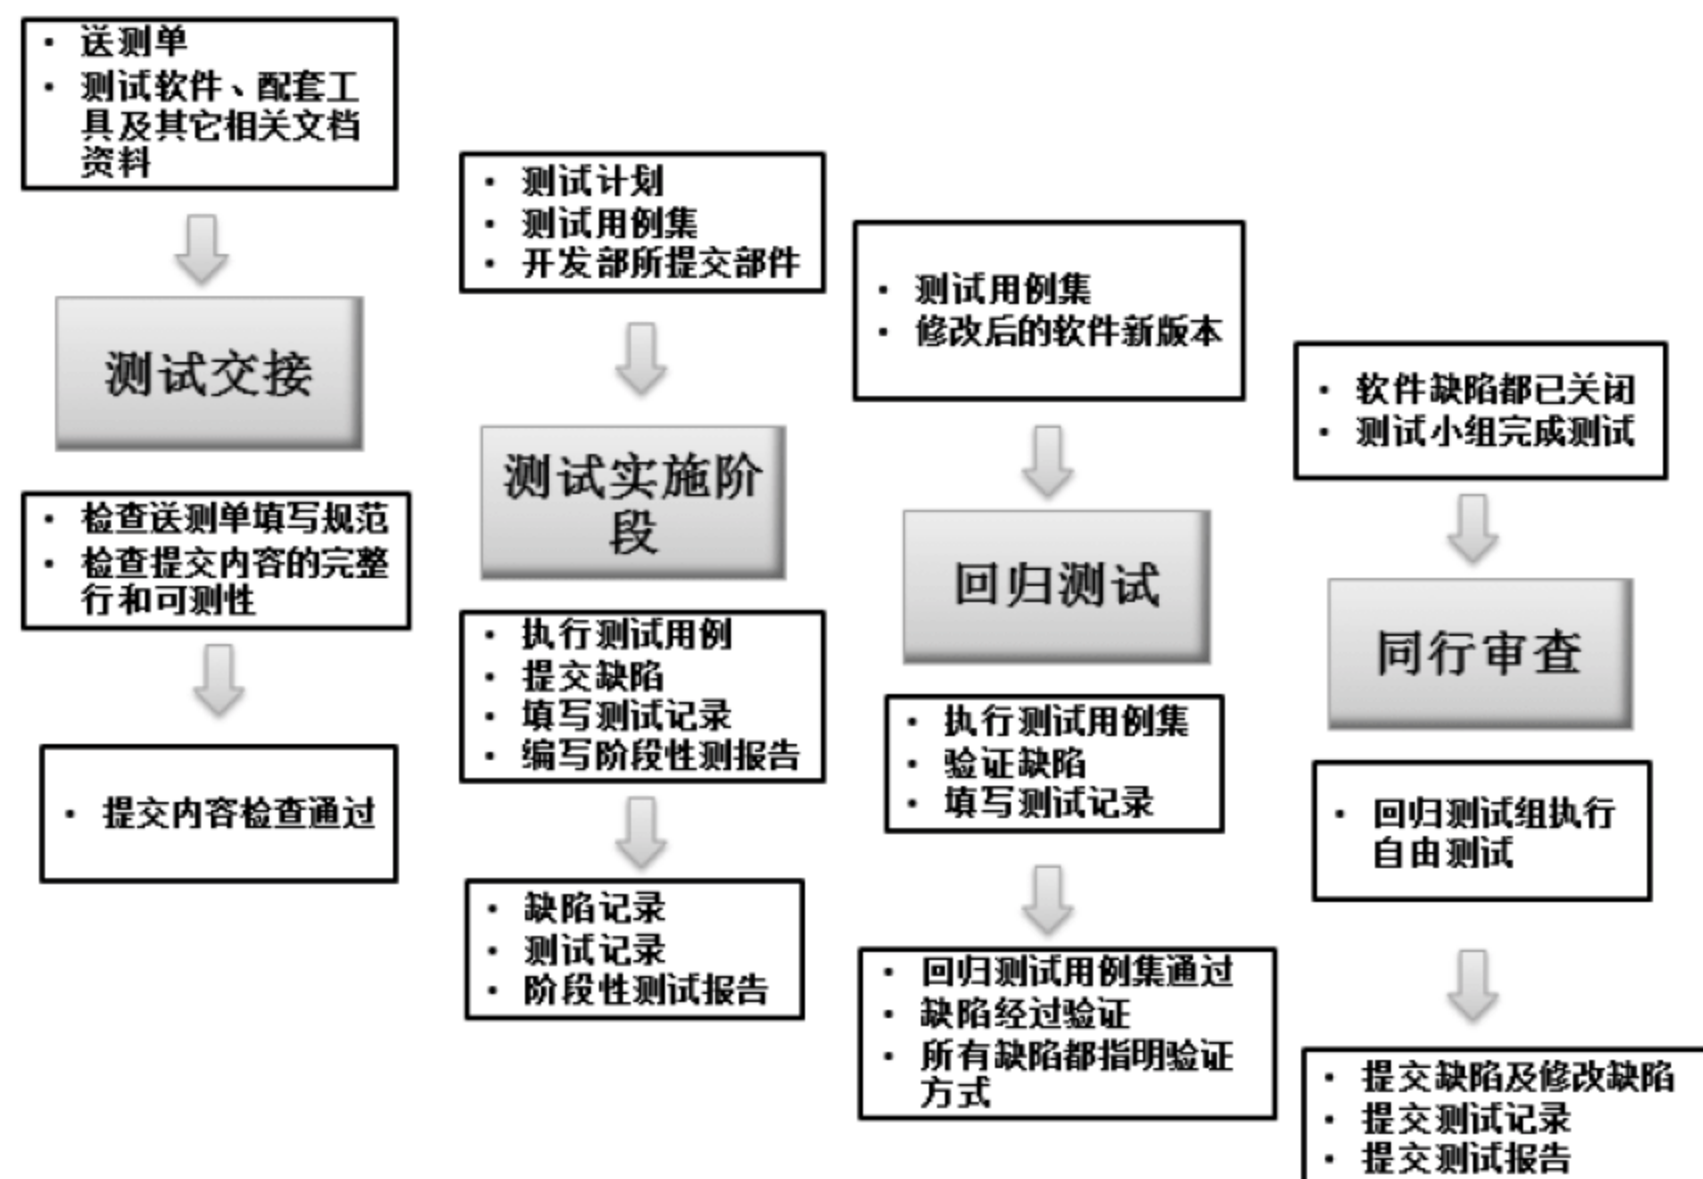 送测单
测试软件、配套工
具及其它相关文档
资料
测试交接
检查送测单填写规范
检查提交内容的完整
行和可测性
提交内容检查通过
测试计划
测试用例集
开发部所提交部件
测试实施阶
段
执行测试用例
提交缺陷
填写测试记录
编写阶段性测报告
缺陷记录
测试记录
阶段性测试报告
测试用例集
修改后的软件新版本
回归测试
执行测试用例集
验证缺陷
填写测试记录
回归测试用例集通过
缺陷经过验证
所有缺陷都指明验证
方式
软件缺陷都已关闭
测试小组完成测试
同行审查
回归测试组执行
自由测试
提交缺陷及修改缺陷
提交测试记录
提交测试报告